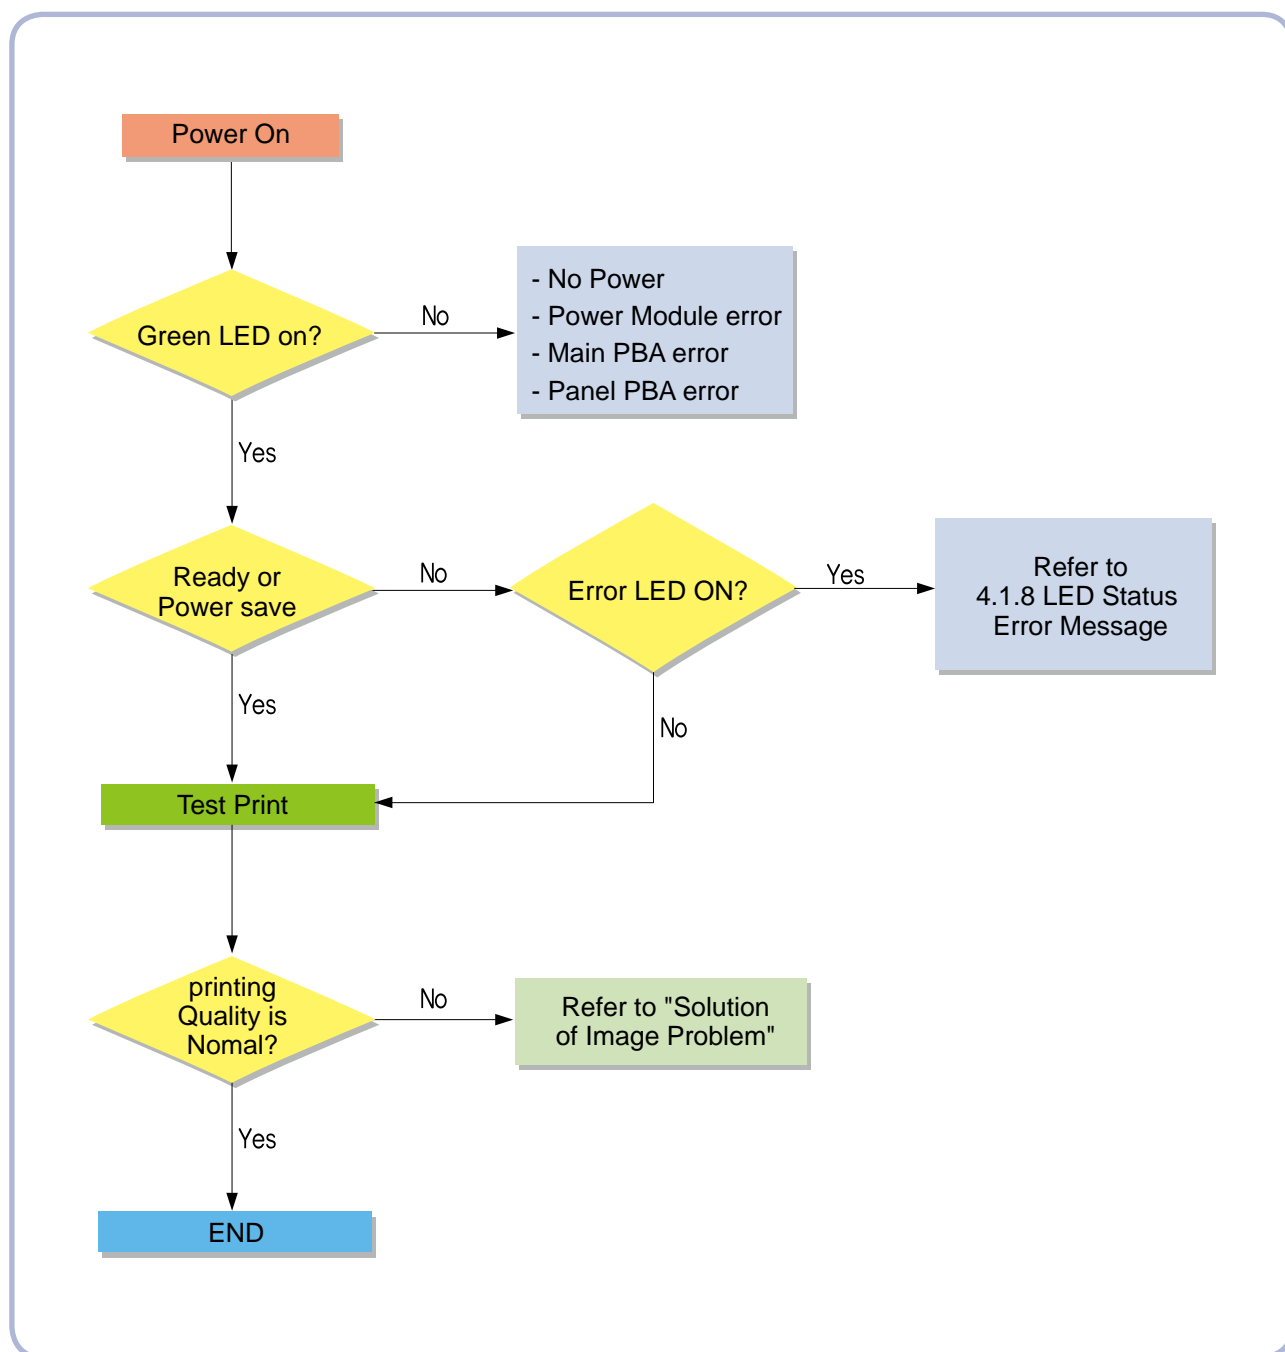 Power On
Green LED on?
No
- No Power
- Power Module error
- Main PBA error
- Panel PBA error
Yes
Ready or
Power save
No
Error LED ON?
Yes
Refer to
4.1.8 LED Status
Error Message
Yes
No
Test Print
printing
Quality is
Nomal?
No
Refer to "Solution
of Image Problem"
Yes
END